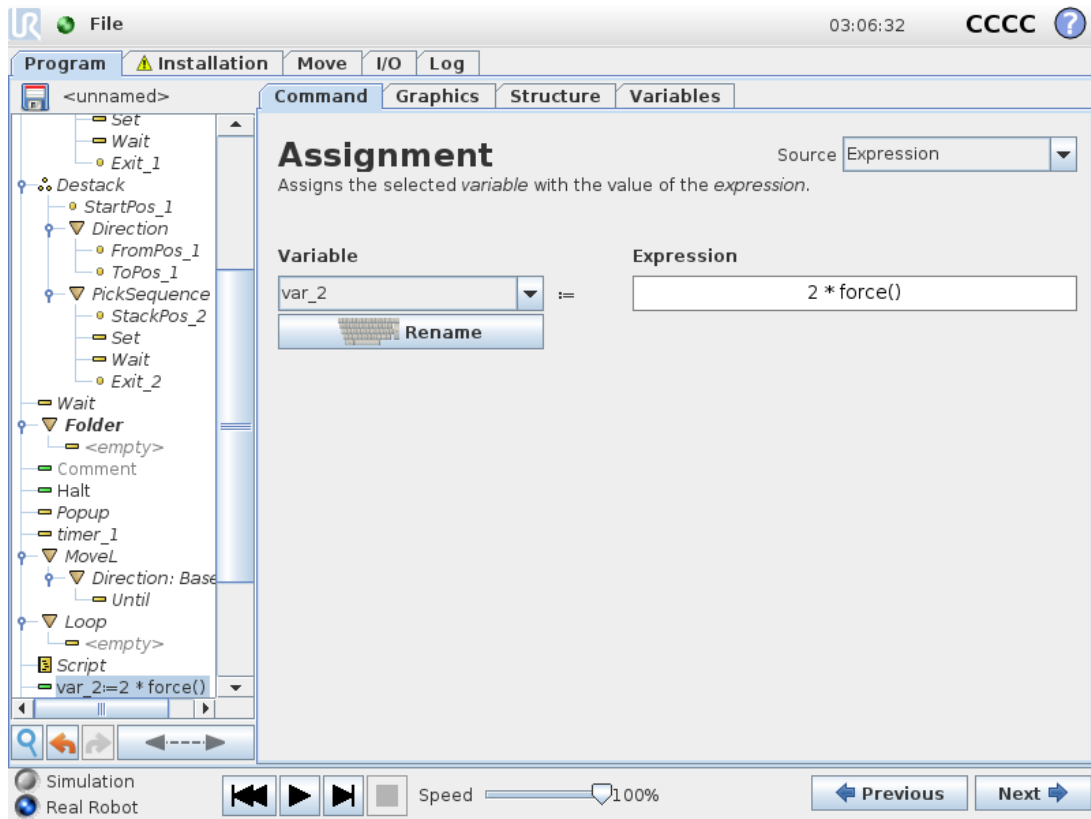 UR File 03:06:32 CCCC ?
Program Installation Move I/O Log
<unnamed> Command Graphics Structure Variables
Set
Wait
Exit_1
Destack
StartPos_1
Direction
FromPos_1
ToPos_1
PickSequence
StackPos_2
Set
Wait
Exit_2
Wait
Folder
<empty>
Comment
Halt
Popup
timer_1
MoveL
Direction: Base
Until
Loop
<empty>
Script
var_2:=2 * force()
Assignment
Source Expression
Assigns the selected variable with the value of the expression.
Variable Expression
var_2 := 2 * force()
Rename
Simulation
Real Robot
Speed 100%
Previous Next